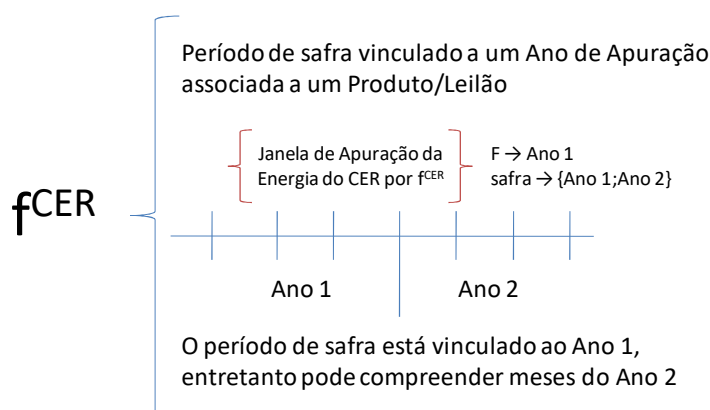 Período de safra vinculado a um Ano de Apuração
associada a um Produto/Leilão
Janela de Apuração da
Energia do CER por fᶜᴱᴿ
F → Ano 1
safra → {Ano 1;Ano 2}
fᶜᴱᴿ
Ano 1
Ano 2
O período de safra está vinculado ao Ano 1,
entretanto pode compreender meses do Ano 2